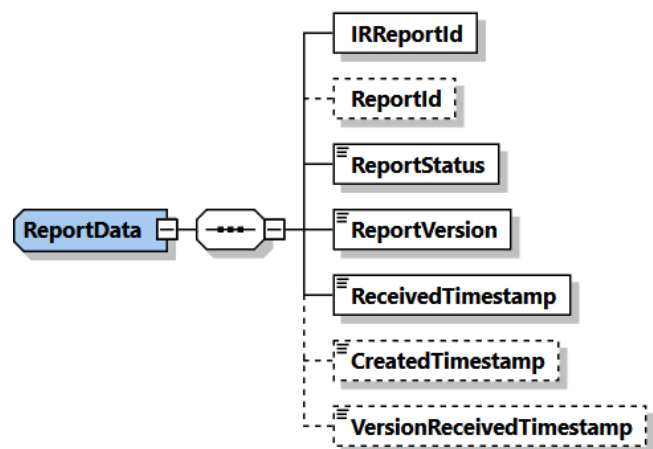 IRReportId
ReportId
ReportStatus
ReportData
ReportVersion
ReceivedTimestamp
CreatedTimestamp
VersionReceivedTimestamp